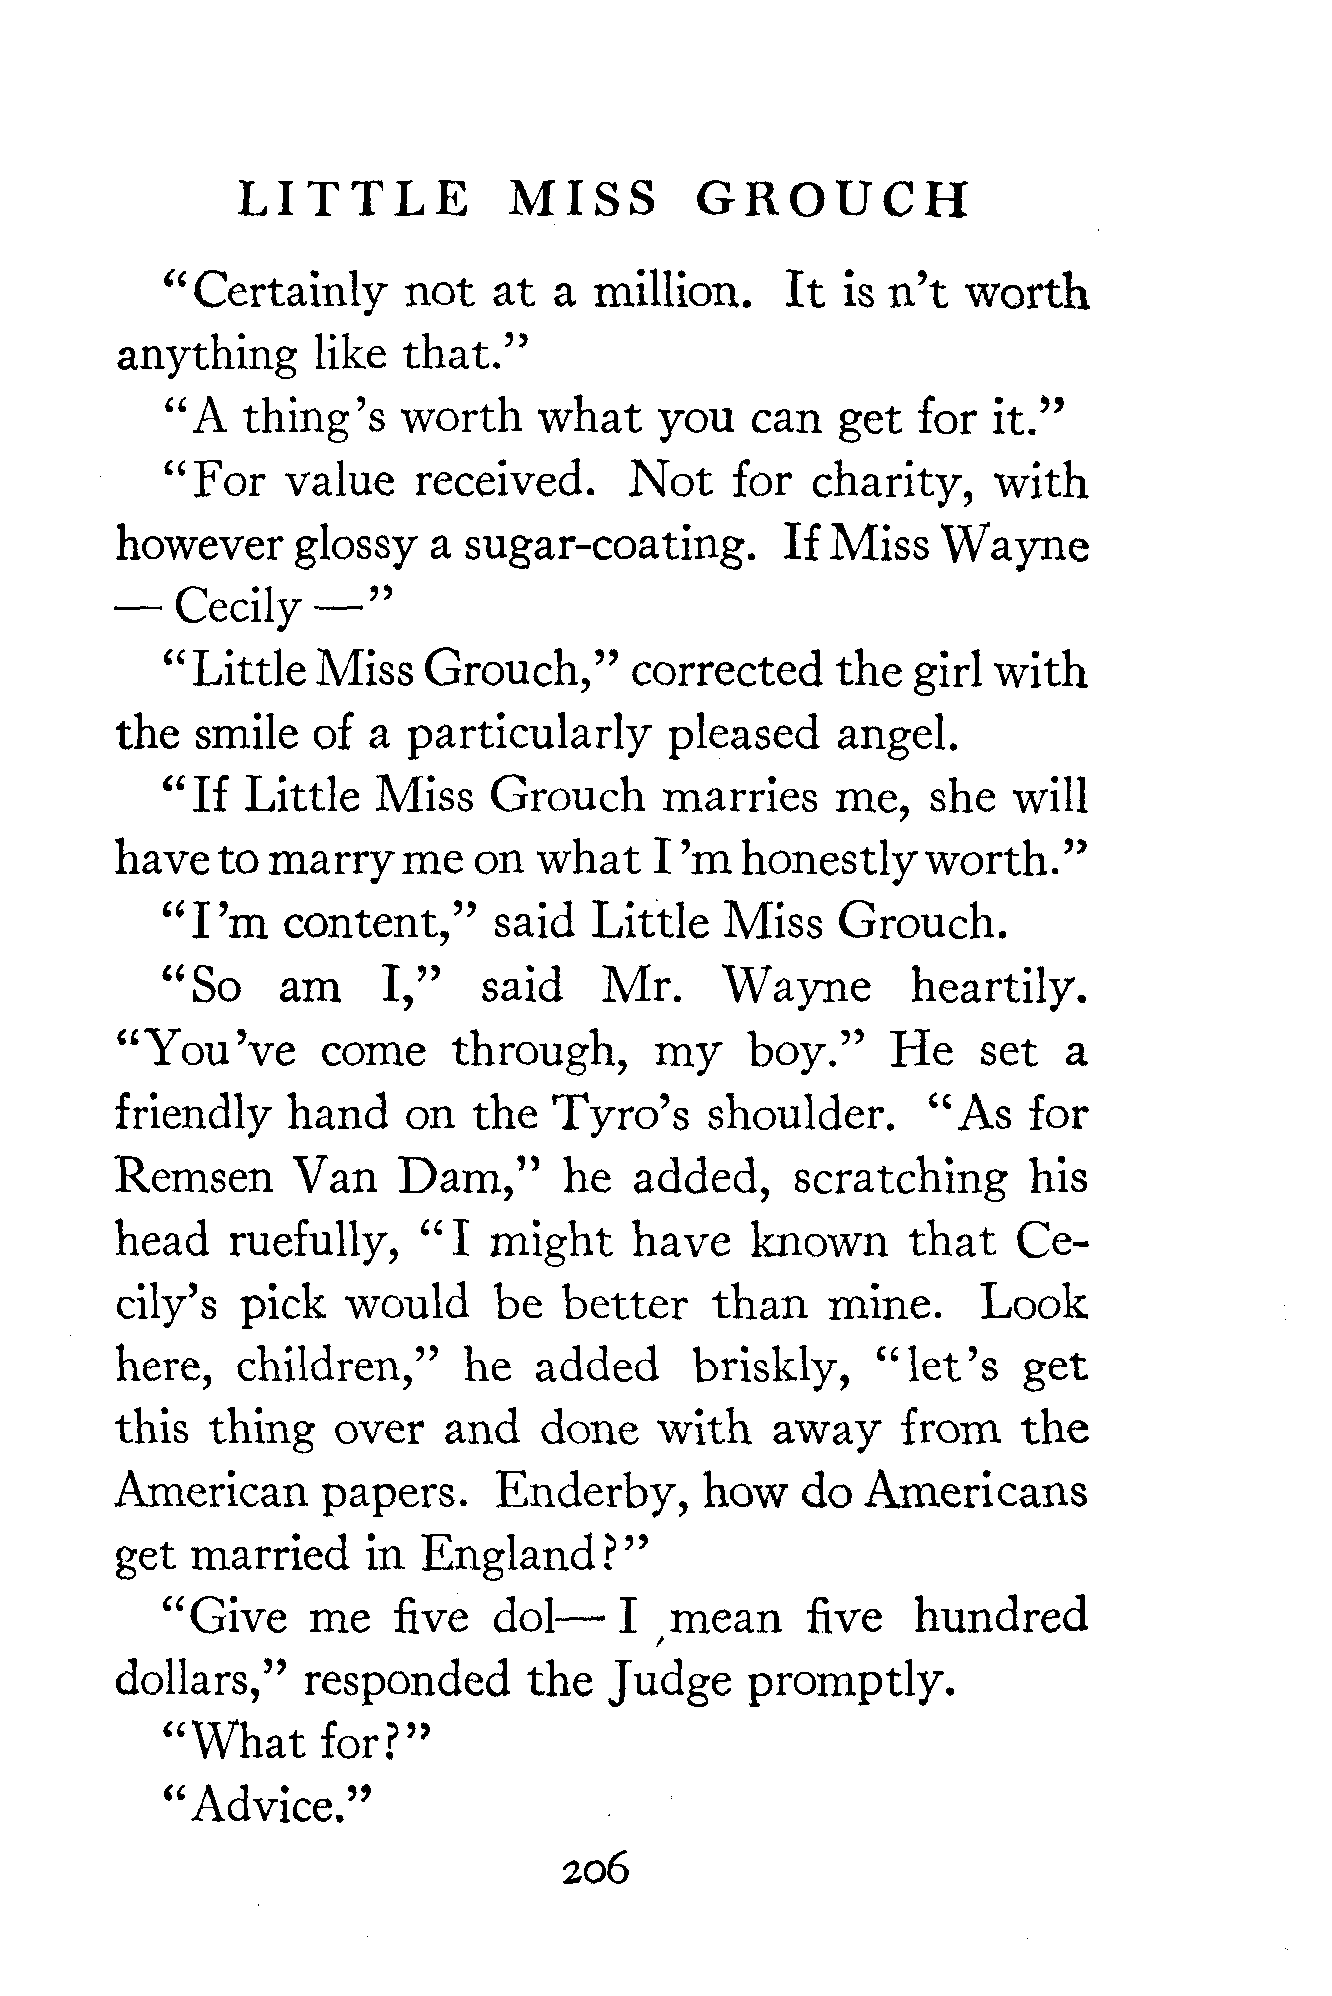 LITTLE MISS GROUCH
“Certainly not at a million. It is n’t worth
anything like that.”
“A thing’s worth what you can get for it.”
“For value received. Not for charity, with
however glossy a sugar-coating. If Miss Wayne
— Cecily —”
“Little Miss Grouch,” corrected the girl with
the smile of a particularly pleased angel.
“If Little Miss Grouch marries me, she will
have to marry me on what I ’m honestly worth.”
“I ’m content,” said Little Miss Grouch.
“So am I,” said Mr. Wayne heartily.
“You ’ve come through, my boy.” He set a
friendly hand on the Tyro’s shoulder. “As for
Remsen Van Dam,” he added, scratching his
head ruefully, “I might have known that Ce-
cily’s pick would be better than mine. Look
here, children,” he added briskly, “let ’s get
this thing over and done with away from the
American papers. Enderby, how do Americans
get married in England?”
“Give me five dol— I mean five hundred
dollars,” responded the Judge promptly.
“What for?”
“Advice.”
206